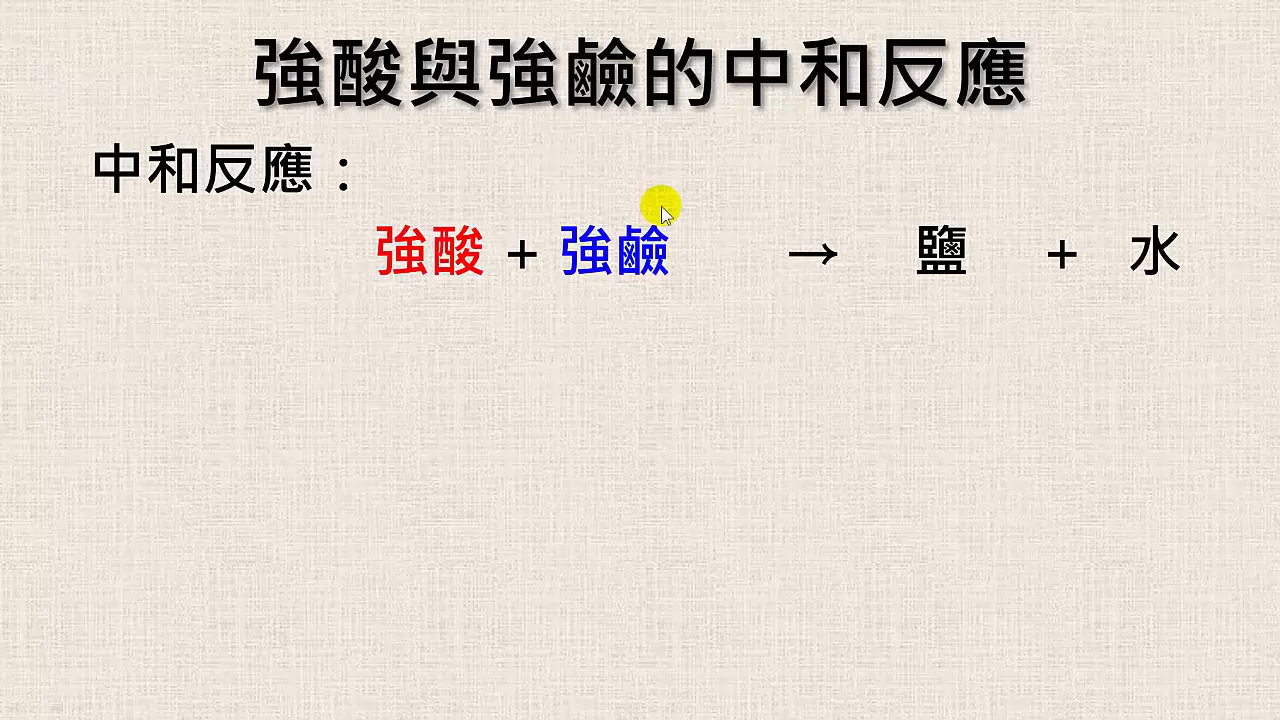 強酸與強鹼的中和反應
中和反應：
強酸 + 強鹼 → 鹽 + 水